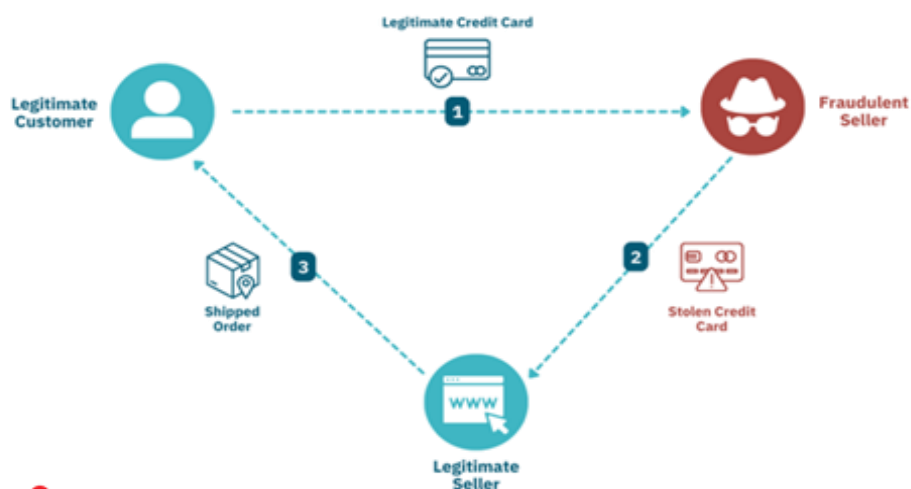 Legitimate Credit Card
1
Legitimate
Customer
Fraudulent
Seller
3
2
Shipped
Order
Stolen Credit
Card
WWW
Legitimate
Seller